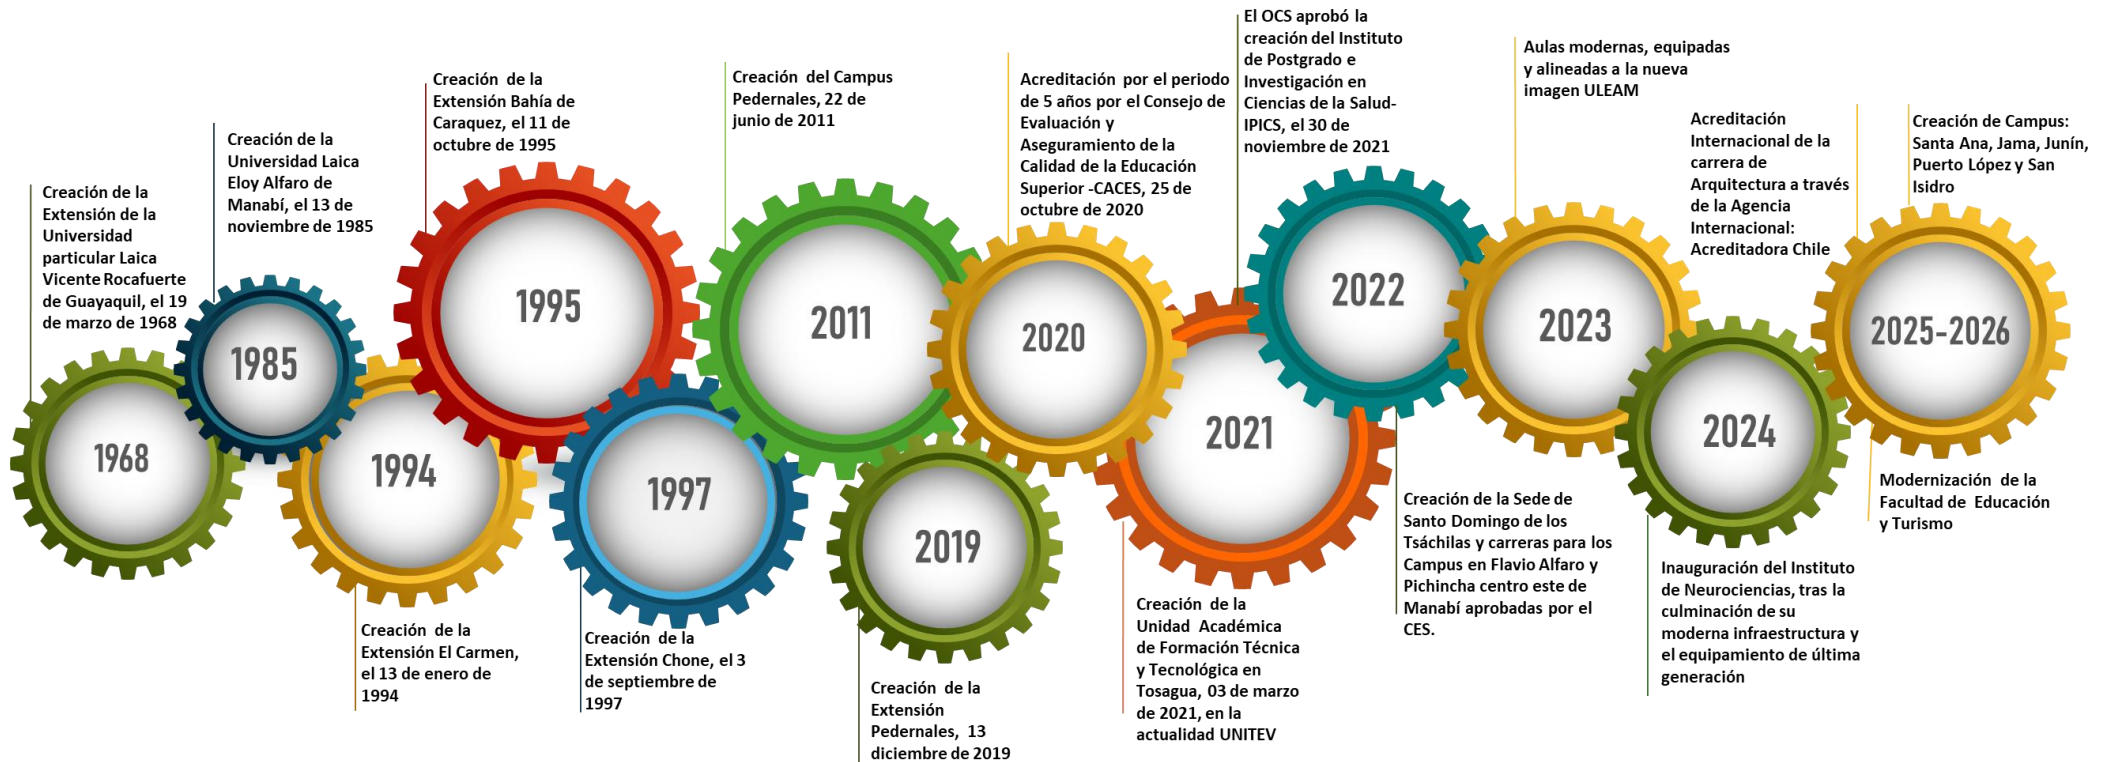 Creación de la
Extensión de la
Universidad
particular Laica
Vicente Rocafuerte
de Guayaquil, el 19
de marzo de 1968
1968
Creación de la
Universidad Laica
Eloy Alfaro de
Manabí, el 13 de
noviembre de 1985
1985
1994
Creación de la
Extensión El Carmen,
el 13 de enero de
1994
Creación de la
Extensión Bahía de
Caraquez, el 11 de
octubre de 1995
1995
1997
Creación de la
Extensión Chone, el 3
de septiembre de
1997
Creación del Campus
Pedernales, 22 de
junio de 2011
2011
2019
Creación de la
Extensión
Pedernales, 13
diciembre de 2019
Acreditación por el periodo
de 5 años por el Consejo de
Evaluación y
Aseguramiento de la
Calidad de la Educación
Superior -CACES, 25 de
octubre de 2020
2020
El OCS aprobó la
creación del Instituto
de Postgrado e
Investigación en
Ciencias de la Salud-
IPICS, el 30 de
noviembre de 2021
2021
Creación de la
Unidad Académica
de Formación Técnica
y Tecnológica en
Tosagua, 03 de marzo
de 2021, en la
actualidad UNITEV
2022
Creación de la Sede de
Santo Domingo de los
Tsáchilas y carreras para los
Campus en Flavio Alfaro y
Pichincha centro este de
Manabí aprobadas por el
CES.
Aulas modernas, equipadas
y alineadas a la nueva
imagen ULEAM
2023
2024
Inauguración del Instituto
de Neurociencias, tras la
culminación de su
moderna infraestructura y
el equipamiento de última
generación
Acreditación
Internacional de la
carrera de
Arquitectura a través
de la Agencia
Internacional:
Acreditadora Chile
Creación de Campus:
Santa Ana, Jama, Junín,
Puerto López y San
Isidro
2025-2026
Modernización de la
Facultad de Educación
y Turismo